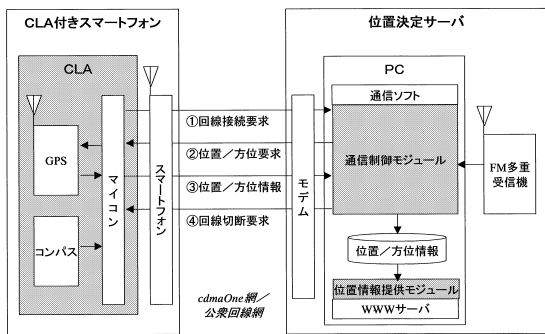 CLA付きスマートフォン
位置決定サーバ
CLA
PC
通信ソフト
①回線接続要求
②位置／方位要求
③位置／方位情報
④回線切断要求
GPS
コンパス
マイコン
スマートフォン
モデム
通信制御モジュール
FM多重
受信機
位置／方位情報
位置情報提供モジュール
WWWサーバ
cdmaOne網／
公衆回線網